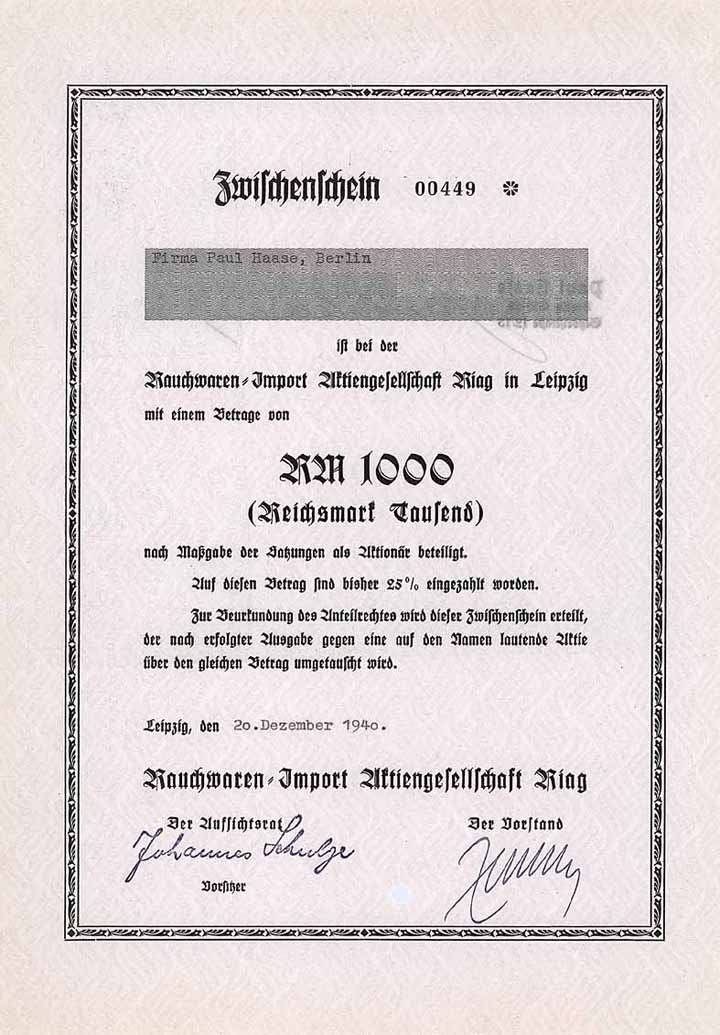 Zwischenschein 00449 ❇
Firma Paul Haase, Berlin
ist bei der
Rauchwaren-Import Aktiengesellschaft Riag in Leipzig
mit einem Betrage von
RM 1000
(Reichsmark Tausend)
nach Maßgabe der Satzungen als Aktionär beteiligt.
Auf diesen Betrag sind bisher 25% eingezahlt worden.
Zur Beurkundung des Anteilrechtes wird dieser Zwischenschein erteilt,
der nach erfolgter Ausgabe gegen eine auf den Namen lautende Aktie
über den gleichen Betrag umgetauscht wird.
Leipzig, den 20.Dezember 1940.
Rauchwaren-Import Aktiengesellschaft Riag
Der Aufsichtsrat Der Vorstand
Johannes Schulze
Vorsitzer